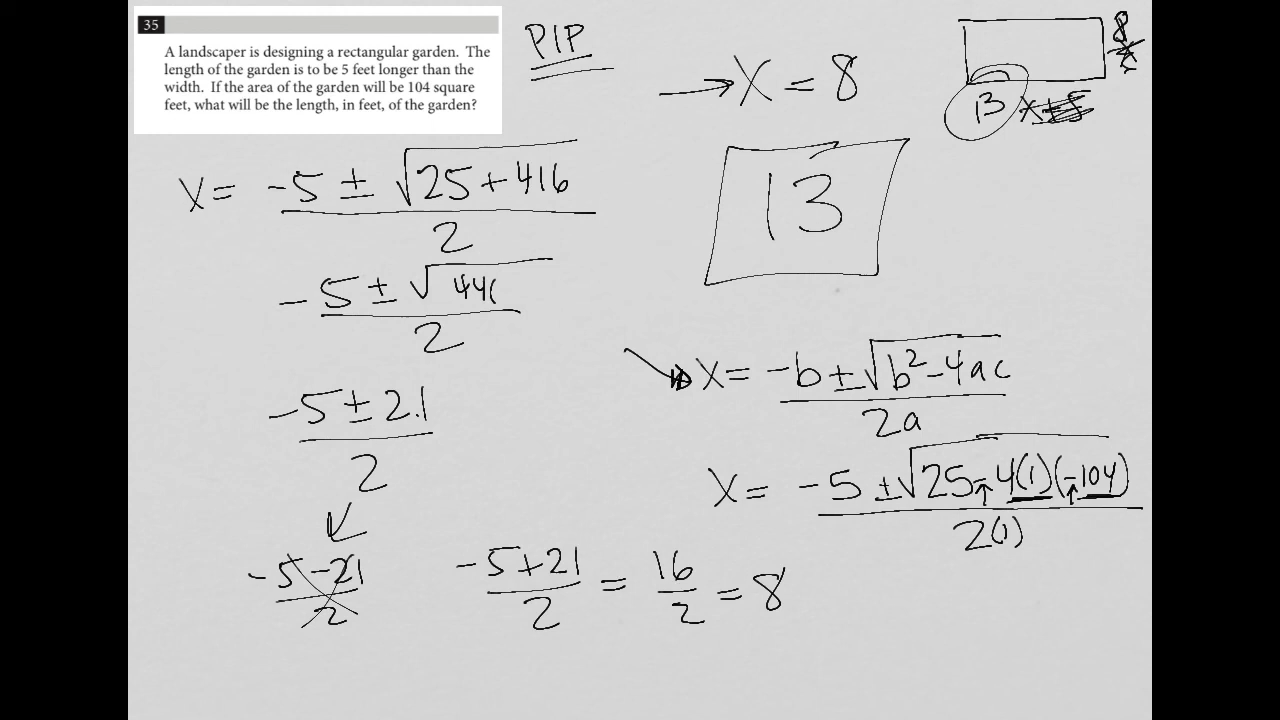 35
A landscaper is designing a rectangular garden. The
length of the garden is to be 5 feet longer than the
width. If the area of the garden will be 104 square
feet, what will be the length, in feet, of the garden?
PIP
→ X = 8
8
13 x+5
13
X = -5 ± √25+416 / 2
-5 ± √441 / 2
-5 ± 21 / 2
-5 -21 / 2
-5+21 / 2 = 16 / 2 = 8
X = -b ± √b² - 4ac / 2a
X = -5 ± √25 - 4(1)(-104) / 2(1)